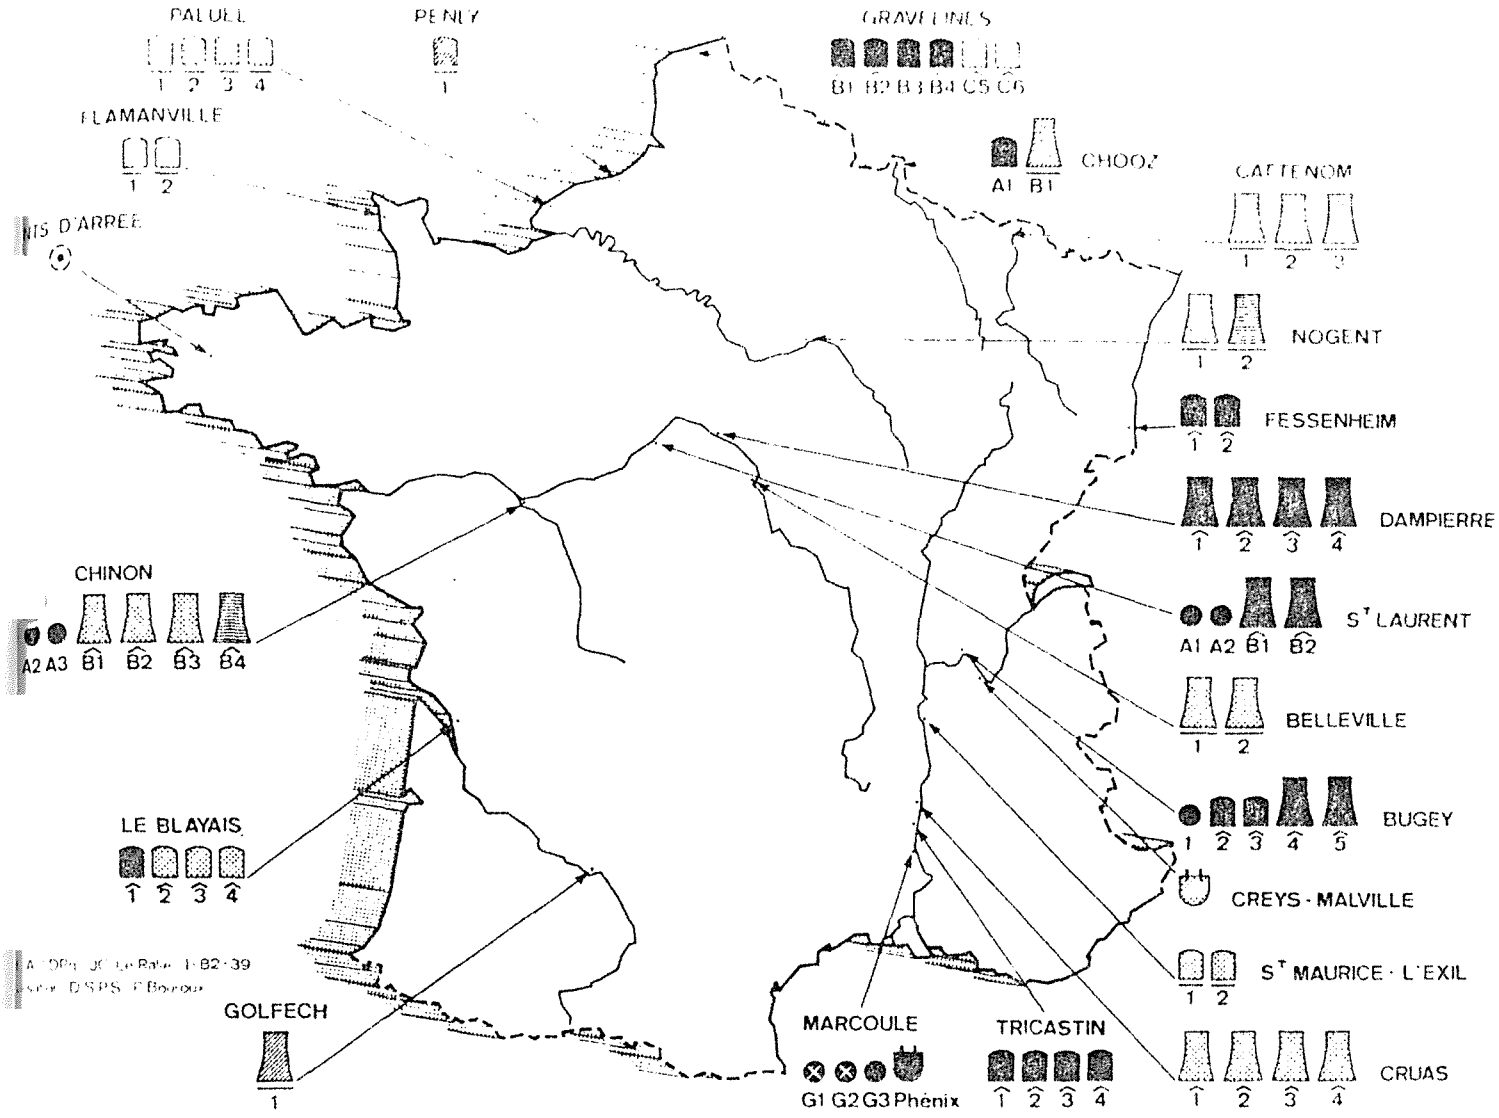 PALUEL
1 2 3 4
PENLY
1
GRAVELINES
B1 B2 B3 B4 C5 C6
FLAMANVILLE
1 2
CHOOZ
A1 B1
CATTENOM
1 2 3
D'ARREE
NOGENT
1 2
FESSENHEIM
1 2
DAMPIERRE
1 2 3 4
CHINON
A2 A3 B1 B2 B3 B4
Sᵀ LAURENT
A1 A2 B1 B2
BELLEVILLE
1 2
LE BLAYAIS
1 2 3 4
BUGEY
1 2 3 4 5
CREYS - MALVILLE
Sᵀ MAURICE - L'EXIL
1 2
GOLFECH
1
MARCOULE
G1 G2 G3 Phénix
TRICASTIN
1 2 3 4
CRUAS
1 2 3 4